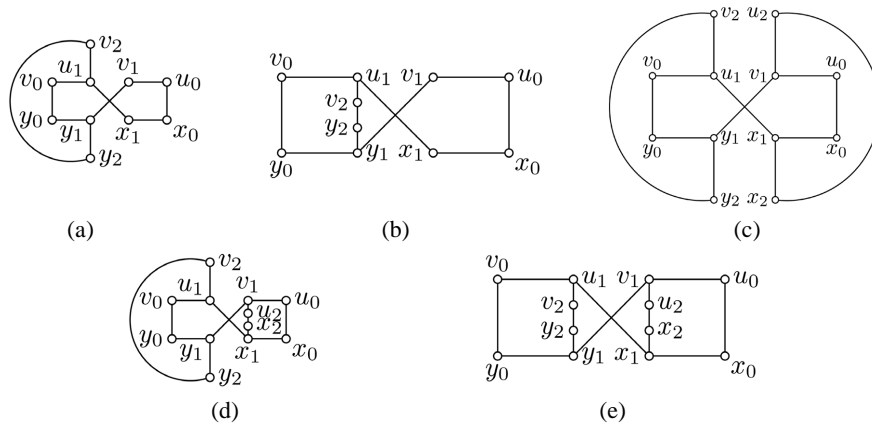 v₂
v₀ u₁ v₁ u₀
y₀ y₁ x₁ x₀
y₂
(a)
v₀ u₁ v₁ u₀
v₂
y₂
y₀ y₁ x₁ x₀
(b)
v₂ u₂
v₀ u₁ v₁ u₀
y₀ y₁ x₁ x₀
y₂ x₂
(c)
v₂
v₀ u₁ v₁ u₀
u₂
x₂
y₀ y₁ x₁ x₀
y₂
(d)
v₀ u₁ v₁ u₀
v₂ u₂
y₂ x₂
y₀ y₁ x₁ x₀
(e)